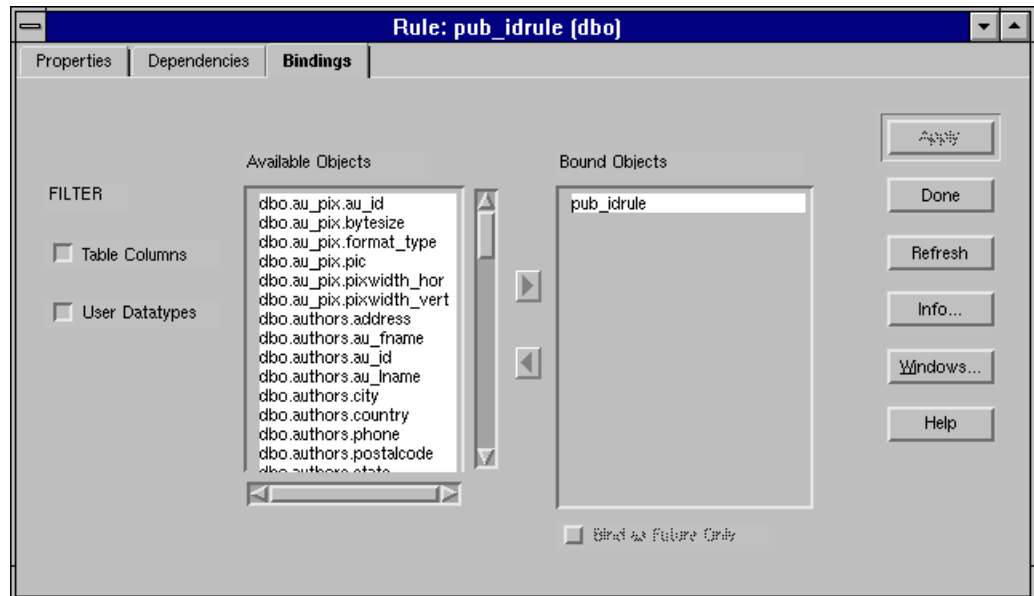 Rule: pub_idrule (dbo)
Properties Dependencies Bindings
Apply
Available Objects Bound Objects
FILTER
Done
dbo.au_pix.au_id
dbo.au_pix.bytesize
dbo.au_pix.format_type
dbo.au_pix.pic
dbo.au_pix.pixwidth_hor
dbo.au_pix.pixwidth_vert
dbo.authors.address
dbo.authors.au_fname
dbo.authors.au_id
dbo.authors.au_lname
dbo.authors.city
dbo.authors.country
dbo.authors.phone
dbo.authors.postalcode
dbo.authors.state
pub_idrule
Table Columns
User Datatypes
Refresh
Info...
Windows...
Help
Bind as Future Only